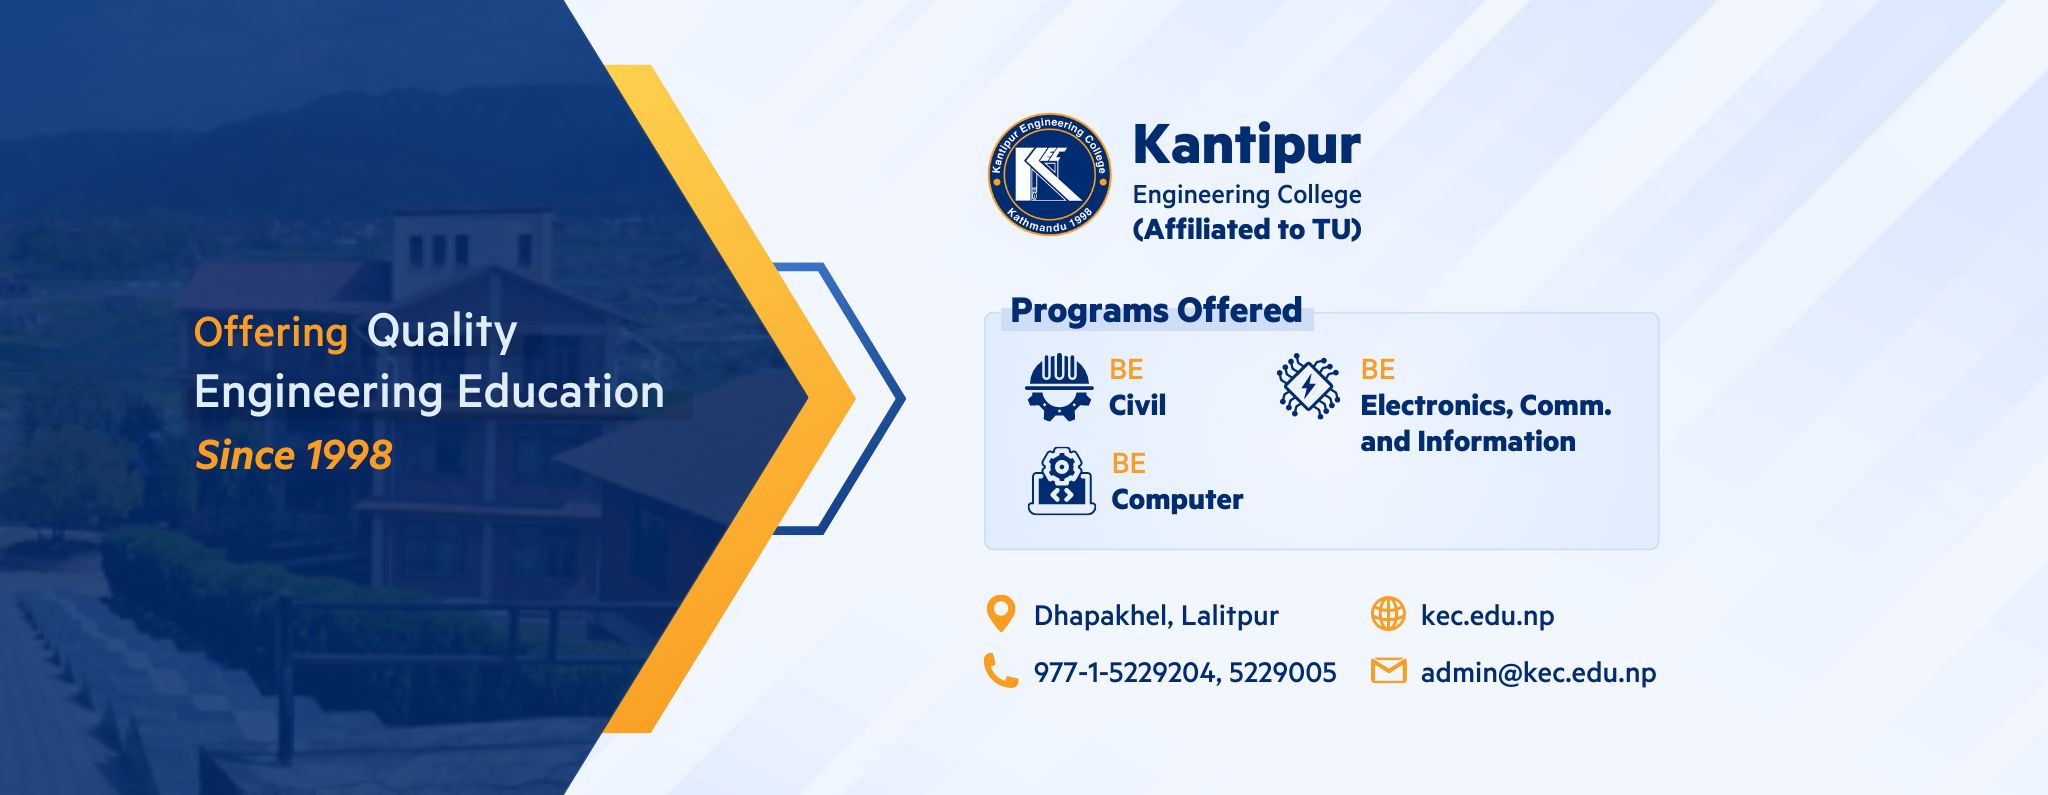 Offering Quality
Engineering Education
Since 1998
Kantipur Engineering College
KEC
Kathmandu 1998
Kantipur
Engineering College
(Affiliated to TU)
Programs Offered
BE
Civil
BE
Electronics, Comm.
and Information
BE
Computer
Dhapakhel, Lalitpur
kec.edu.np
977-1-5229204, 5229005
admin@kec.edu.np